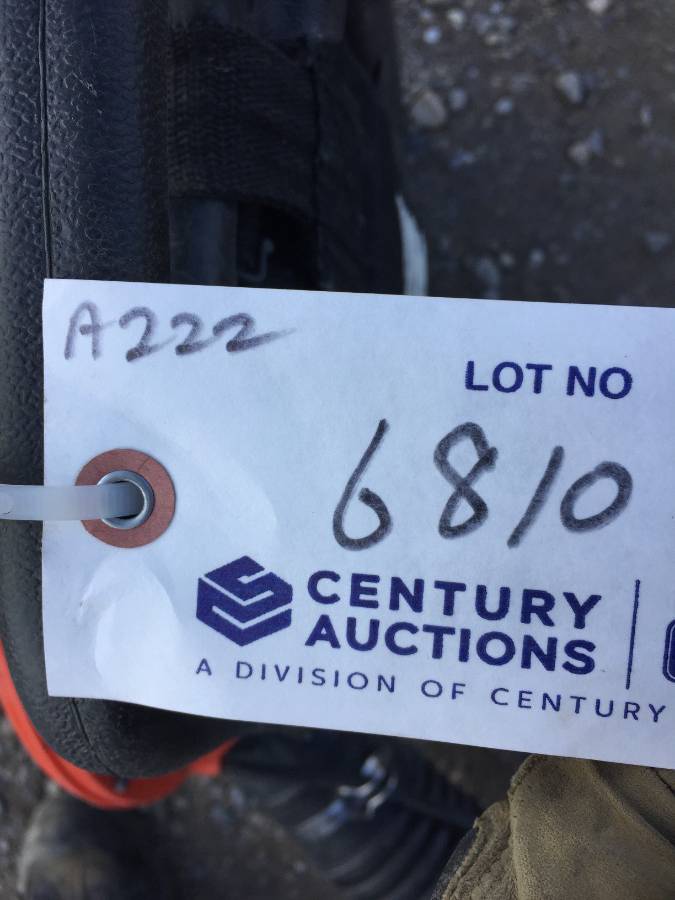 A222
LOT NO
6810
CENTURY
AUCTIONS
A DIVISION OF CENTURY